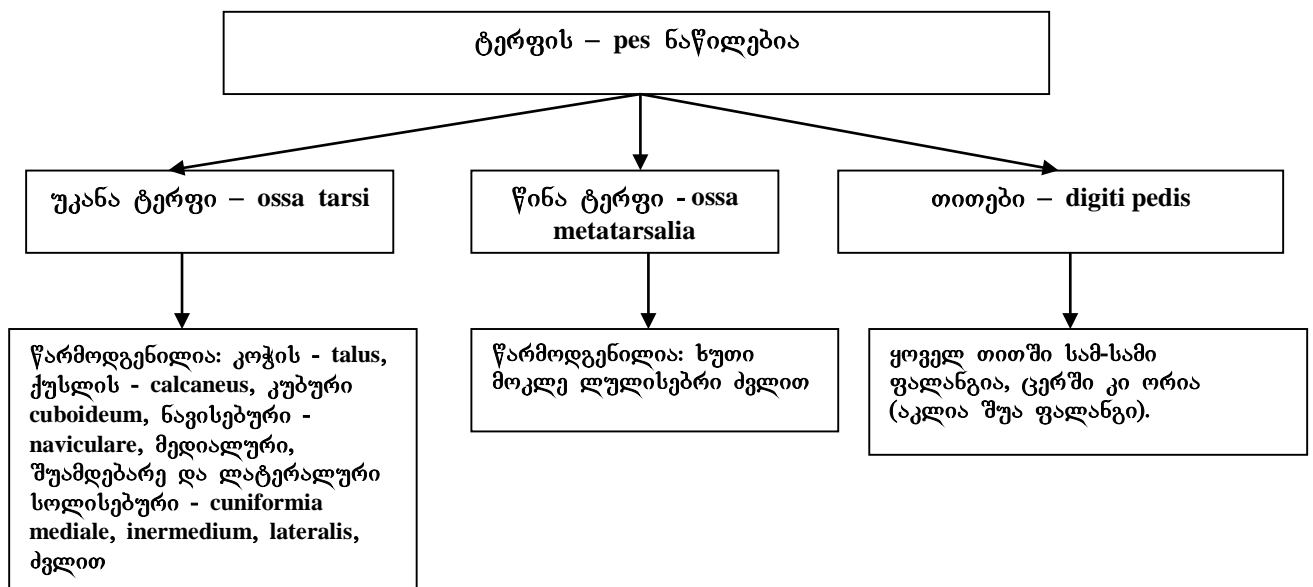 ტერფის – pes ნაწილებია
უკანა ტერფი – ossa tarsi
წინა ტერფი - ossa
metatarsalia
თითები – digiti pedis
წარმოდგენილია: კოჭის - talus,
ქუსლის - calcaneus, კუბური
cuboideum, ნავისებური -
naviculare, მედიალური,
შუამდებარე და ლატერალური
სოლისებური - cuniformia
mediale, inermedium, lateralis,
ძვლით
წარმოდგენილია: ხუთი
მოკლე ლულისებრი ძვლით
ყოველ თითში სამ-სამი
ფალანგია, ცერში კი ორია
(აკლია შუა ფალანგი).